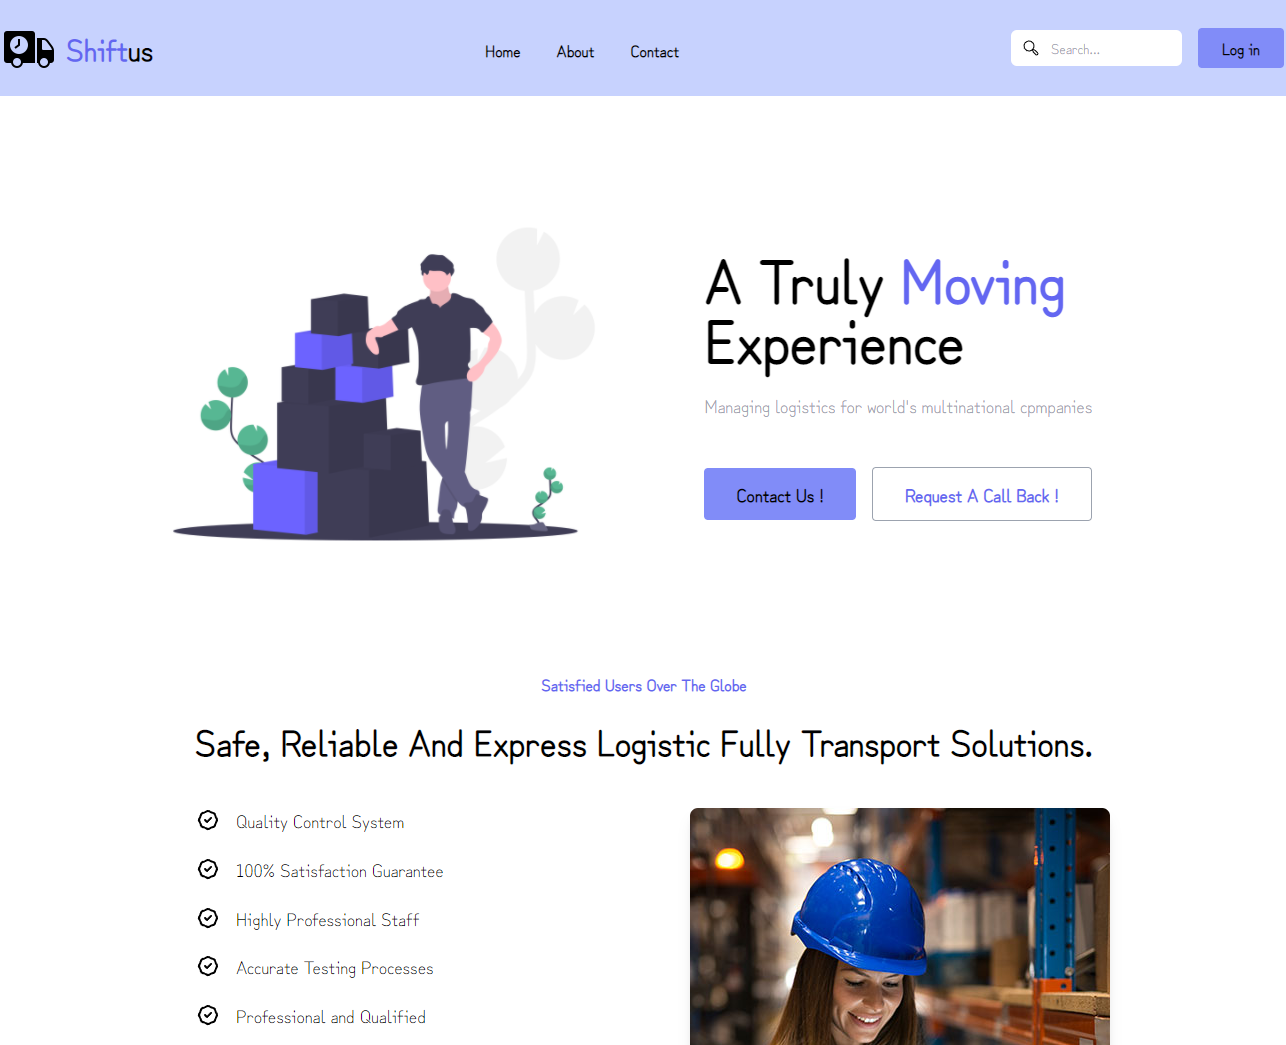 Shiftus
Home
About
Contact
Search...
Log in
A Truly Moving
Experience
Managing logistics for world's multinational cpmpanies
Contact Us !
Request A Call Back !
Satisfied Users Over The Globe
Safe, Reliable And Express Logistic Fully Transport Solutions.
Quality Control System
100% Satisfaction Guarantee
Highly Professional Staff
Accurate Testing Processes
Professional and Qualified